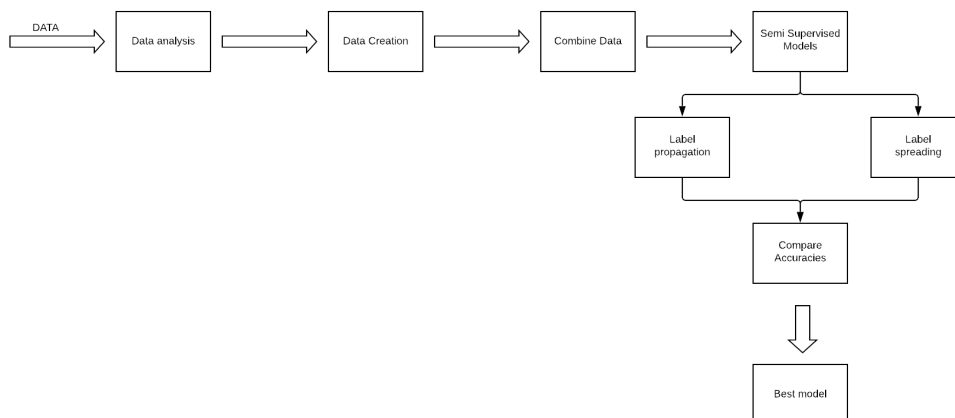 DATA
Data analysis
Data Creation
Combine Data
Semi Supervised
Models
Label
propagation
Label
spreading
Compare
Accuracies
Best model